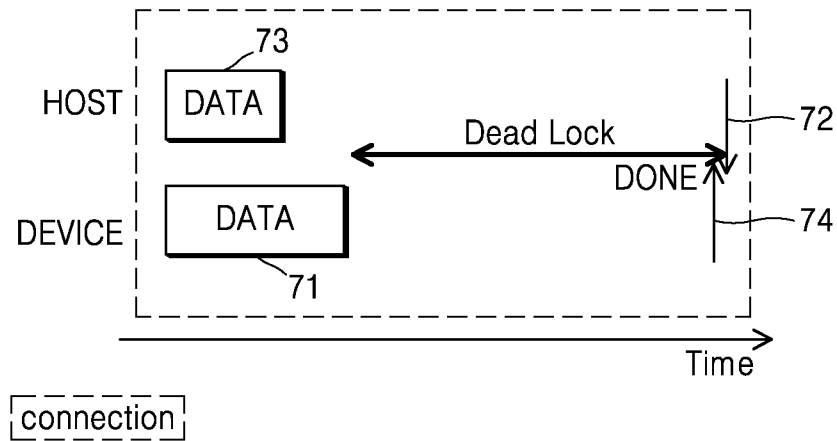 73
HOST
DATA
72
Dead Lock
DONE
DEVICE
DATA
74
71
Time
connection